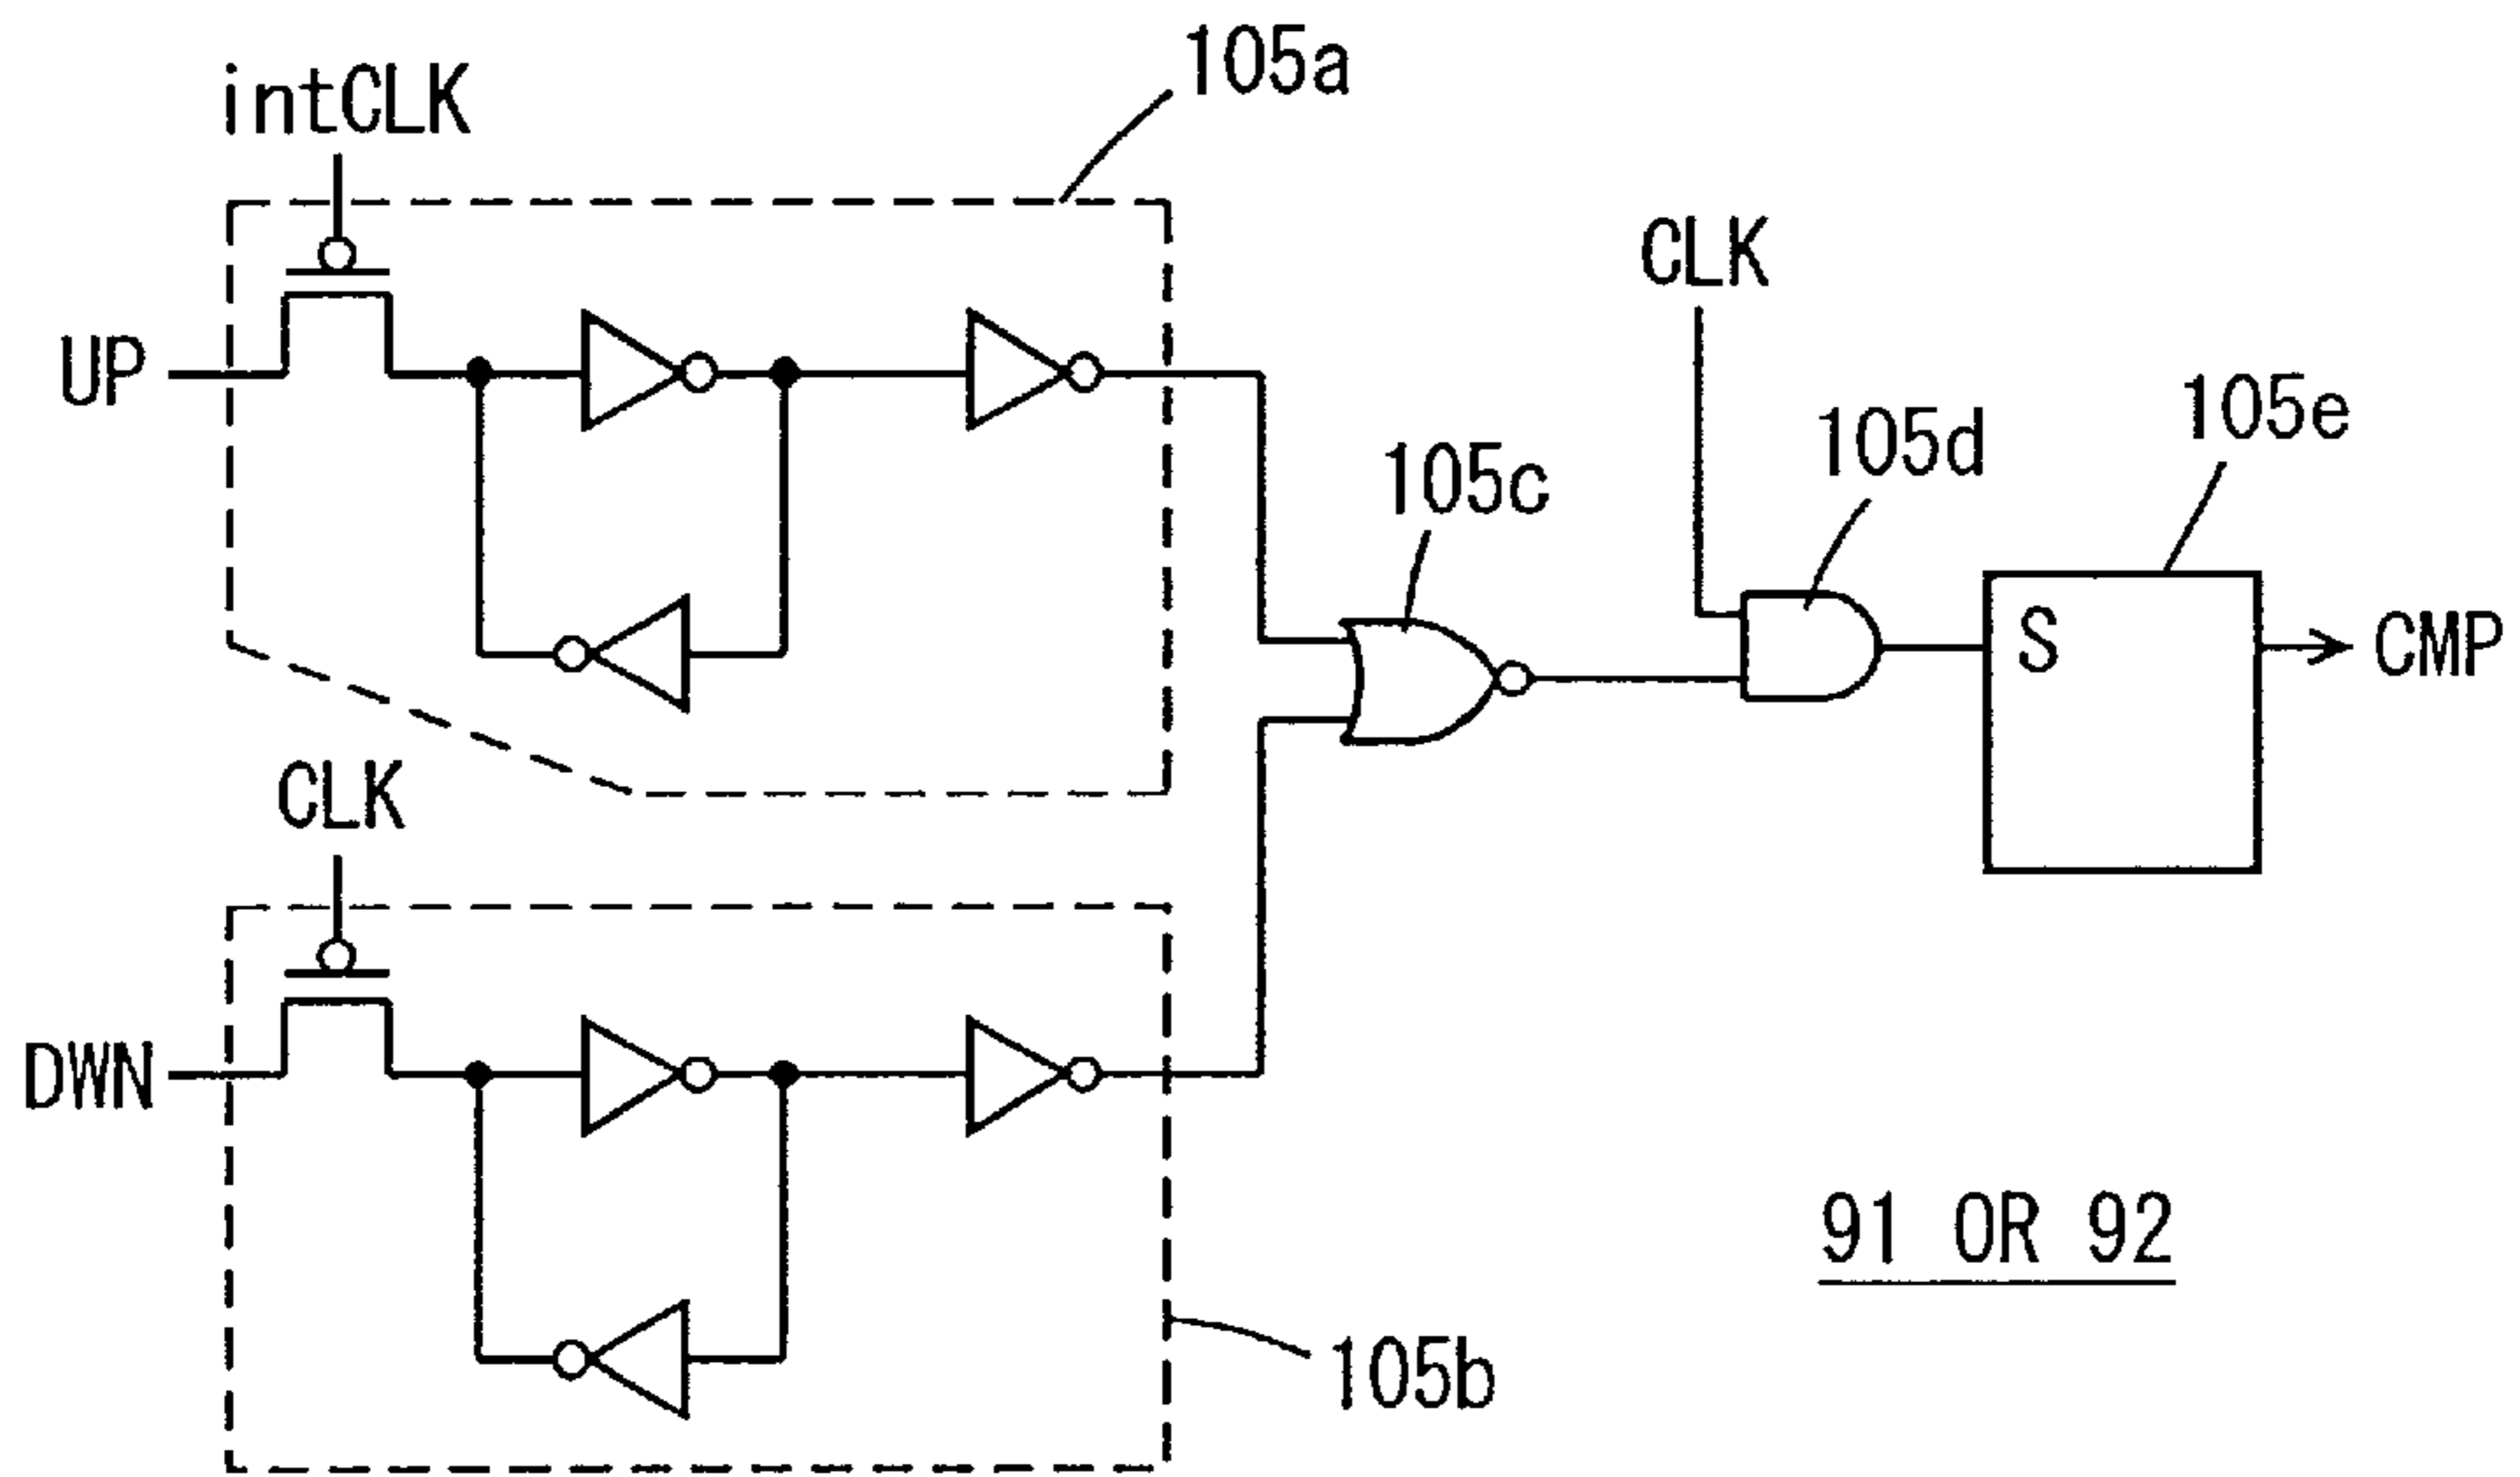 105a
intCLK
CLK
UP
105e
105d
105c
S
CMP
CLK
DWN
91 OR 92
105b